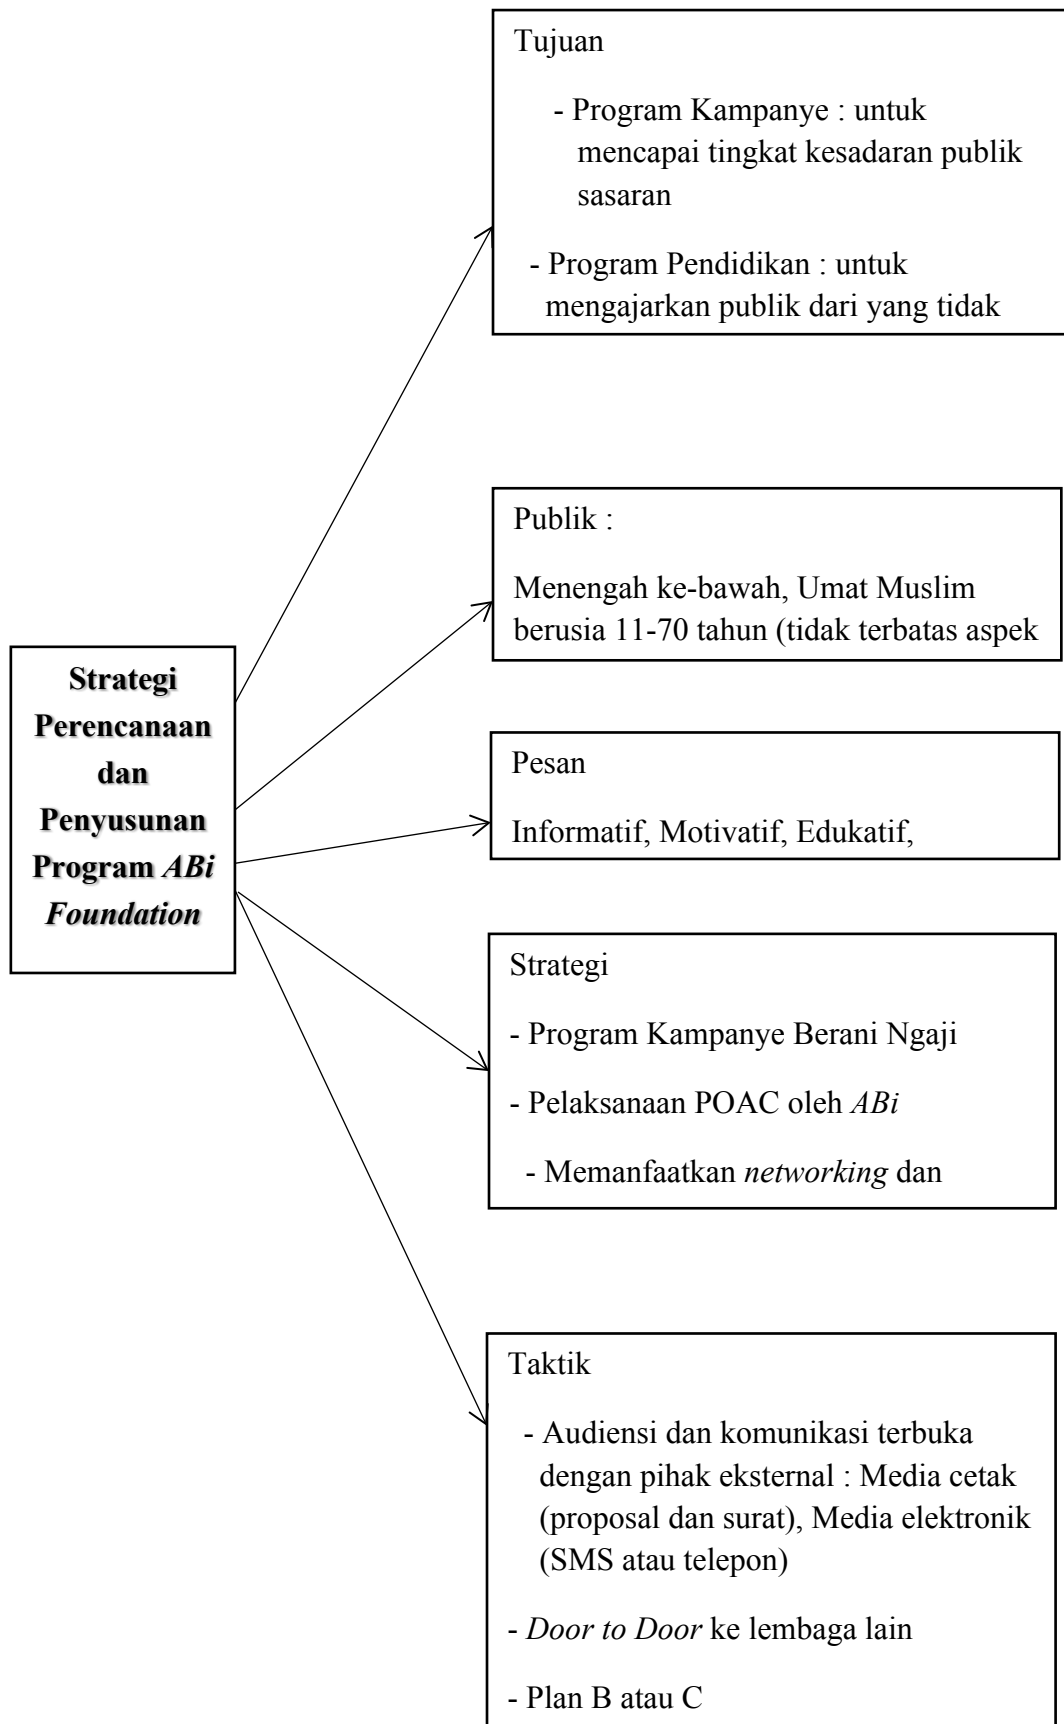 Tujuan
- Program Kampanye : untuk
mencapai tingkat kesadaran publik
sasaran
- Program Pendidikan : untuk
mengajarkan publik dari yang tidak
Publik :
Menengah ke-bawah, Umat Muslim
berusia 11-70 tahun (tidak terbatas aspek
Strategi
Perencanaan
dan
Penyusunan
Program ABi
Foundation
Pesan
Informatif, Motivatif, Edukatif,
Strategi
- Program Kampanye Berani Ngaji
- Pelaksanaan POAC oleh ABi
- Memanfaatkan networking dan
Taktik
- Audiensi dan komunikasi terbuka
dengan pihak eksternal : Media cetak
(proposal dan surat), Media elektronik
(SMS atau telepon)
- Door to Door ke lembaga lain
- Plan B atau C